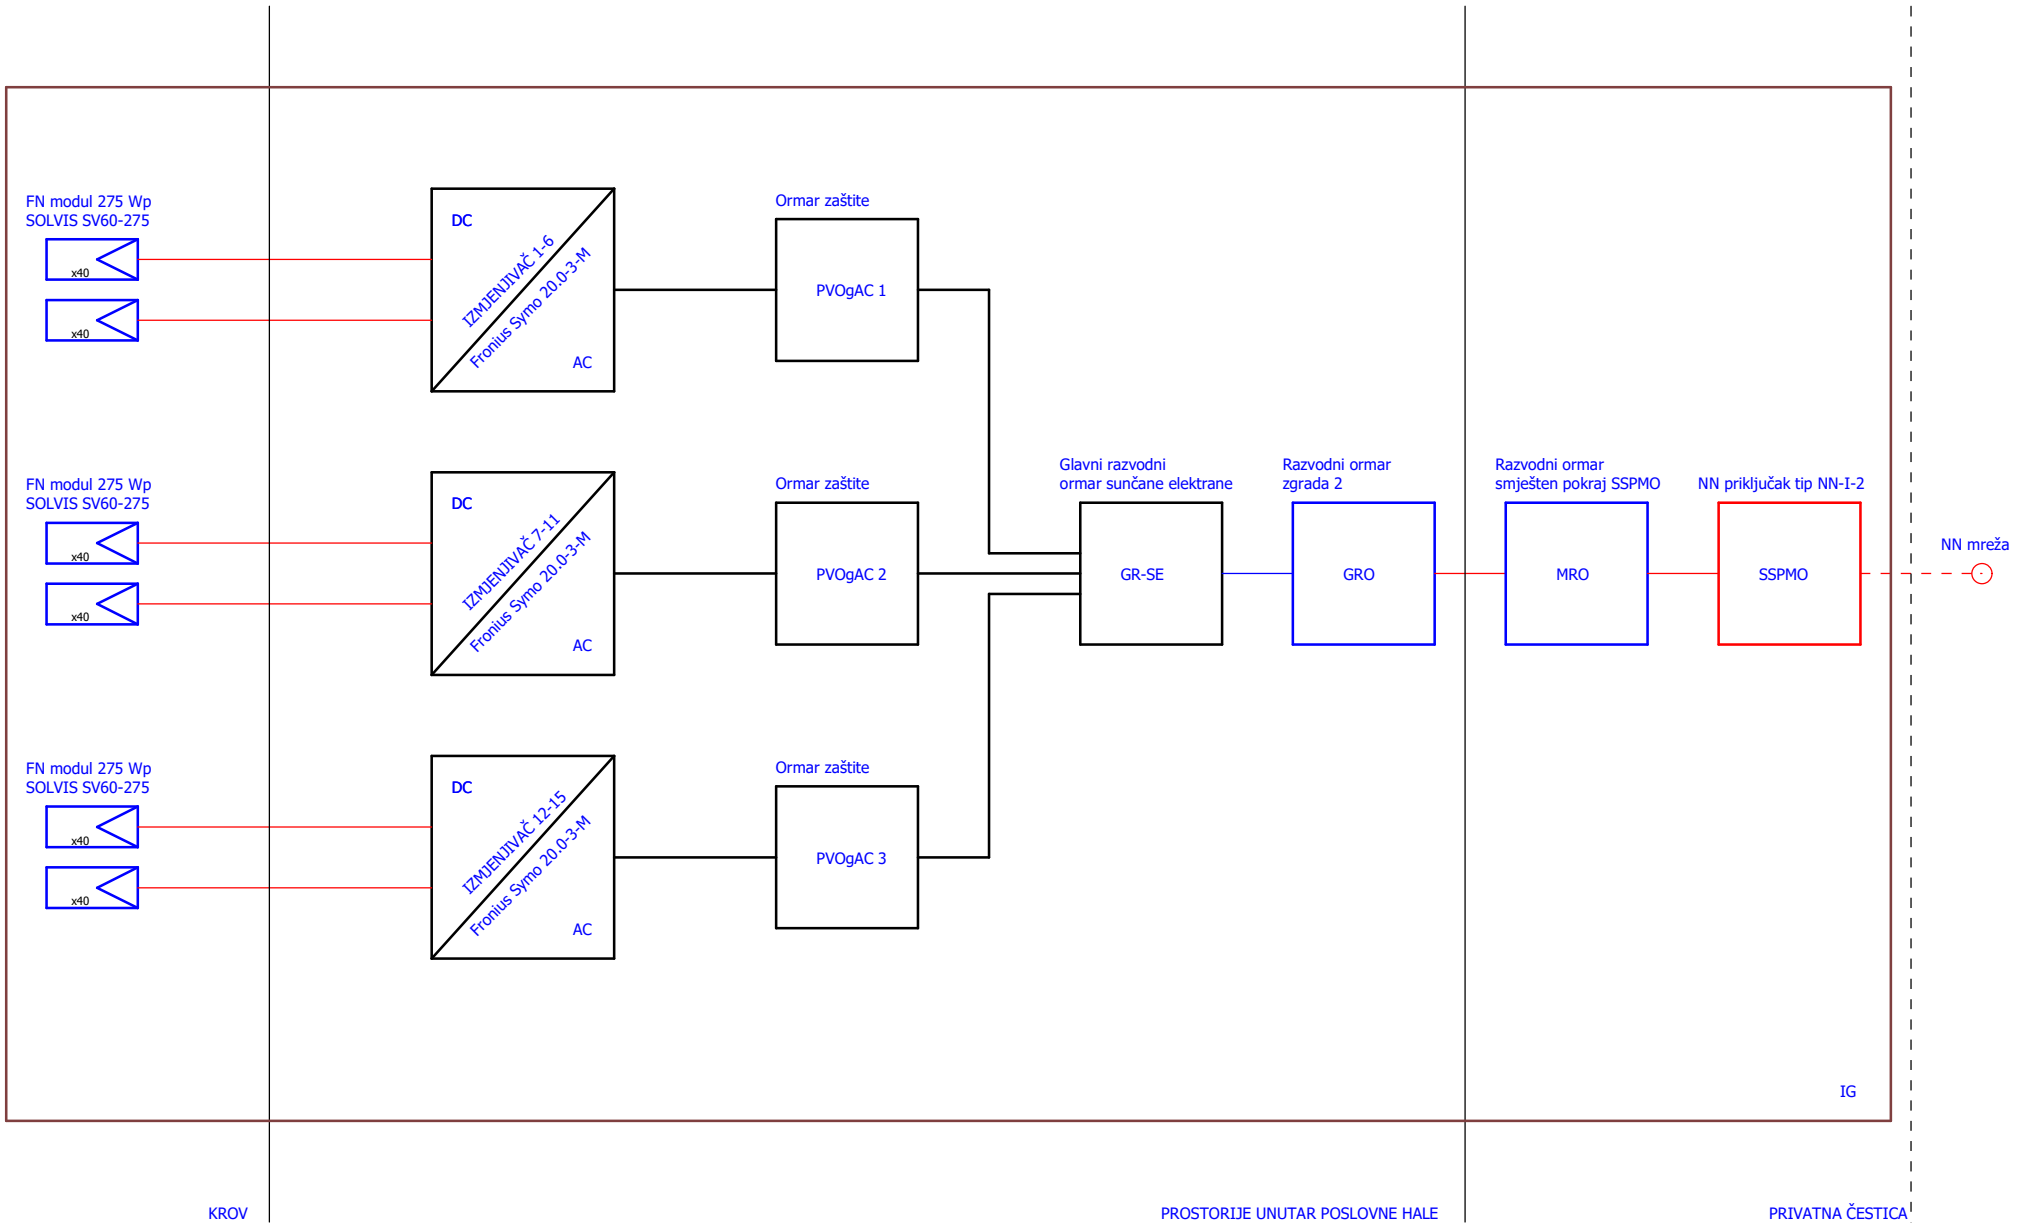 FN modul 275 Wp
SOLVIS SV60-275
x40
x40
DC
IZMJENJIVAČ 1-6
Fronius Symo 20.0-3-M
AC
Ormar zaštite
PVOgAC 1
FN modul 275 Wp
SOLVIS SV60-275
x40
x40
DC
IZMJENJIVAČ 7-11
Fronius Symo 20.0-3-M
AC
Ormar zaštite
PVOgAC 2
Glavni razvodni
ormar sunčane elektrane
GR-SE
Razvodni ormar
zgrada 2
GRO
Razvodni ormar
smješten pokraj SSPMO
MRO
NN priključak tip NN-I-2
SSPMO
NN mreža
FN modul 275 Wp
SOLVIS SV60-275
x40
x40
DC
IZMJENJIVAČ 12-15
Fronius Symo 20.0-3-M
AC
Ormar zaštite
PVOgAC 3
IG
KROV
PROSTORIJE UNUTAR POSLOVNE HALE
PRIVATNA ČESTICA